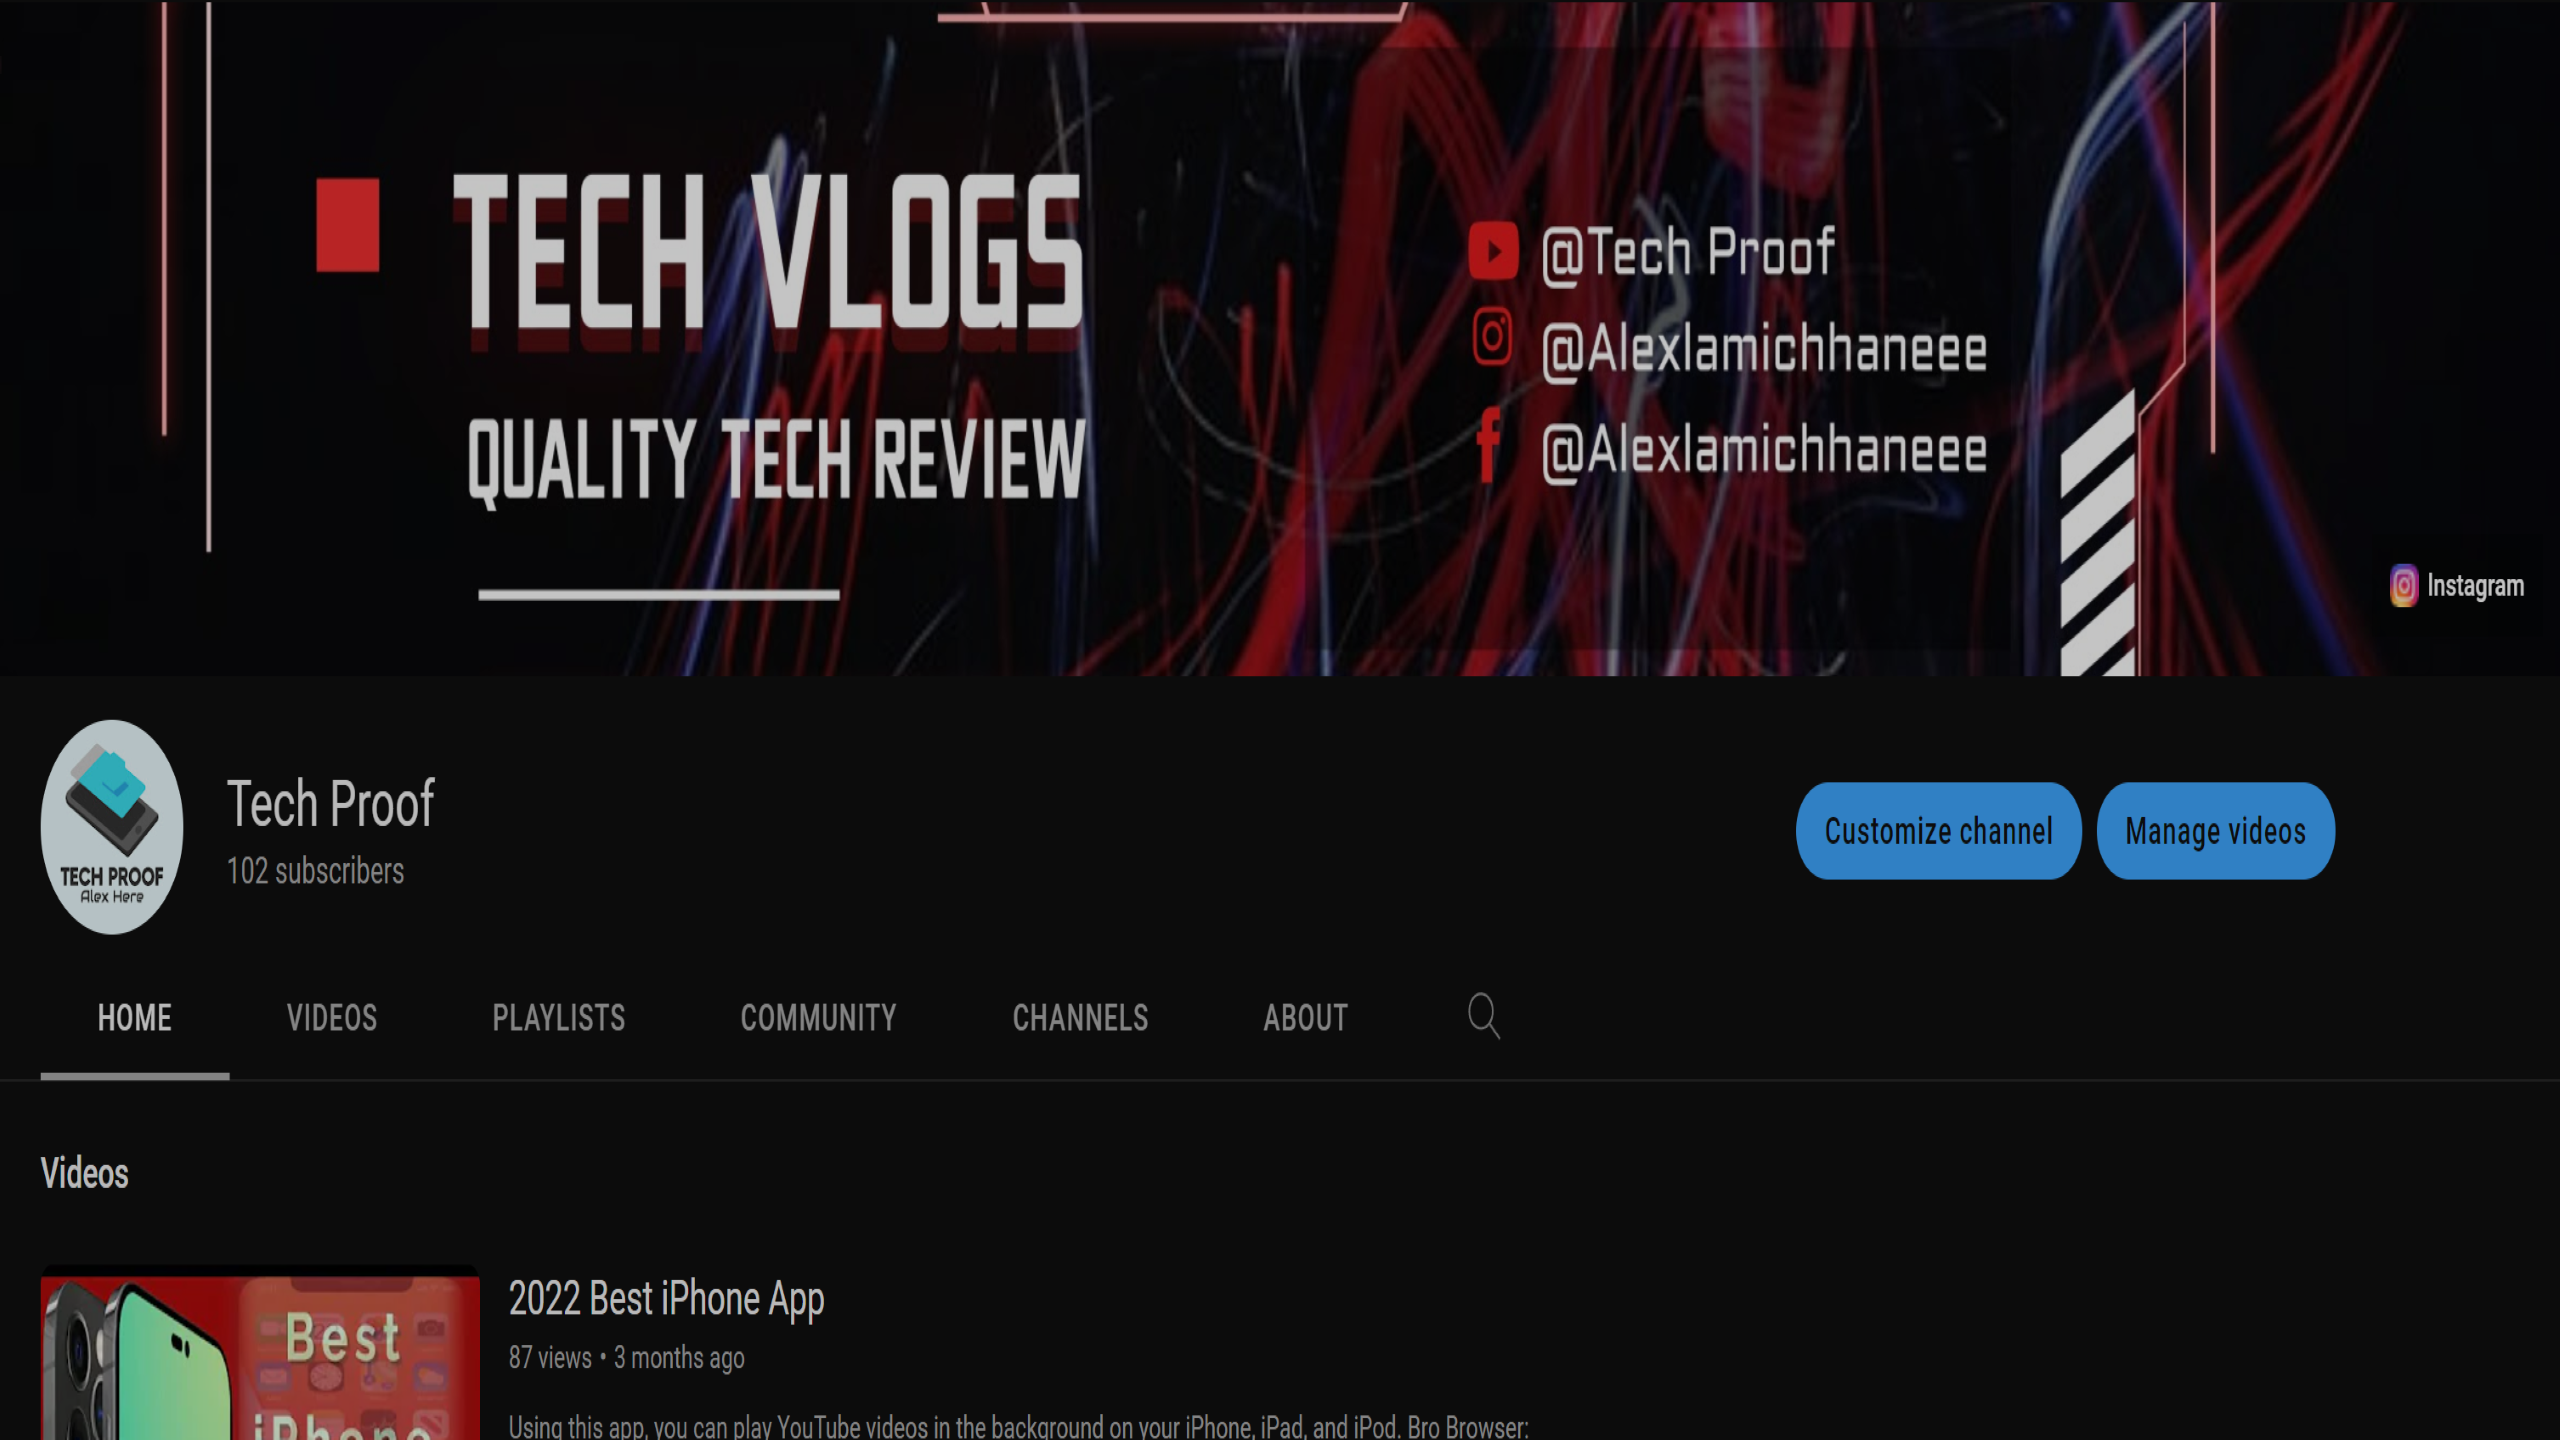 TECH VLOGS
QUALITY TECH REVIEW
@Tech Proof
@Alexlamichhaneee
@Alexlamichhaneee
Instagram
TECH PROOF
Alex Here
Tech Proof
102 subscribers
Customize channel
Manage videos
HOME
VIDEOS
PLAYLISTS
COMMUNITY
CHANNELS
ABOUT
Videos
Best
iPhone
2022 Best iPhone App
87 views • 3 months ago
Using this app, you can play YouTube videos in the background on your iPhone, iPad, and iPod. Bro Browser: